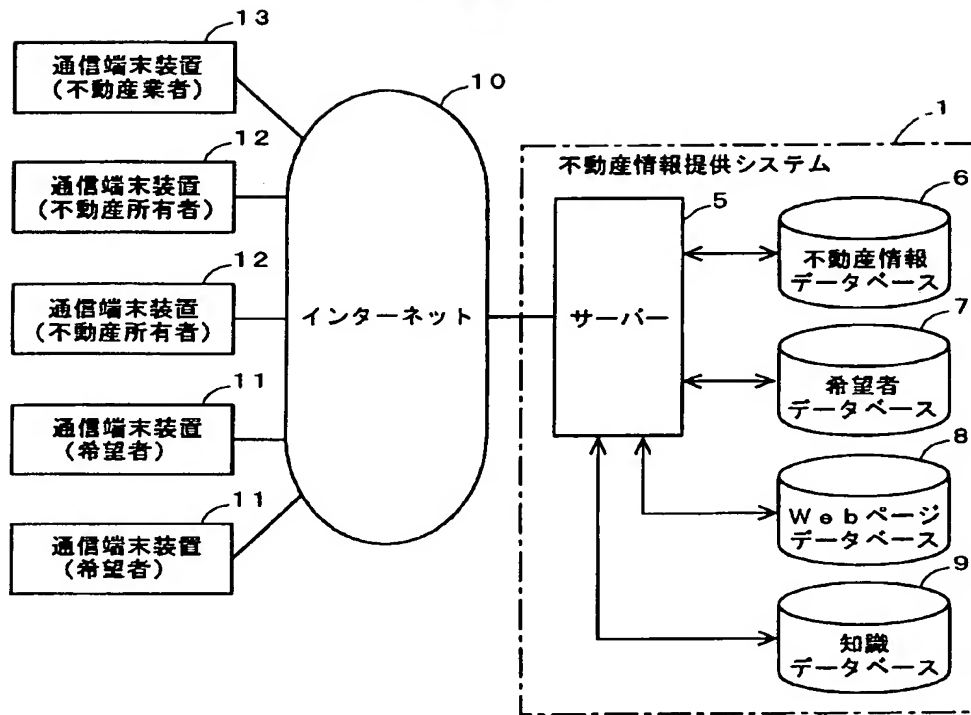 13
通信端末装置
(不動産業者)
12
通信端末装置
(不動産所有者)
12
通信端末装置
(不動産所有者)
11
通信端末装置
(希望者)
11
通信端末装置
(希望者)
10
インターネット
1
不動産情報提供システム
5
サーバー
6
不動産情報
データベース
7
希望者
データベース
8
Webページ
データベース
9
知識
データベース